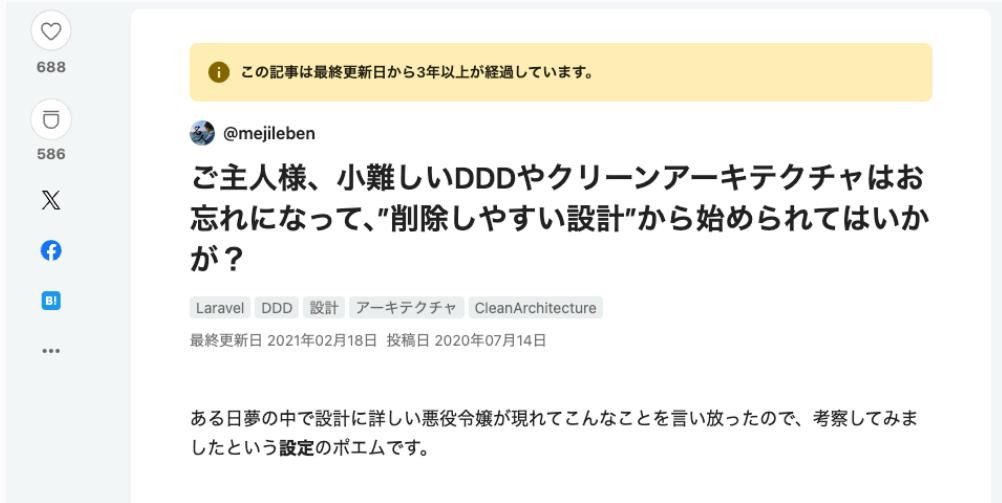 688
586
B!
この記事は最終更新日から3年以上が経過しています。
@mejileben
ご主人様、小難しいDDDやクリーンアーキテクチャはお
忘れになって、”削除しやすい設計”から始められてはいか
が？
Laravel DDD 設計 アーキテクチャ CleanArchitecture
最終更新日 2021年02月18日 投稿日 2020年07月14日
ある日夢の中で設計に詳しい悪役令嬢が現れてこんなことを言い放ったので、考察してみま
したという設定のポエムです。